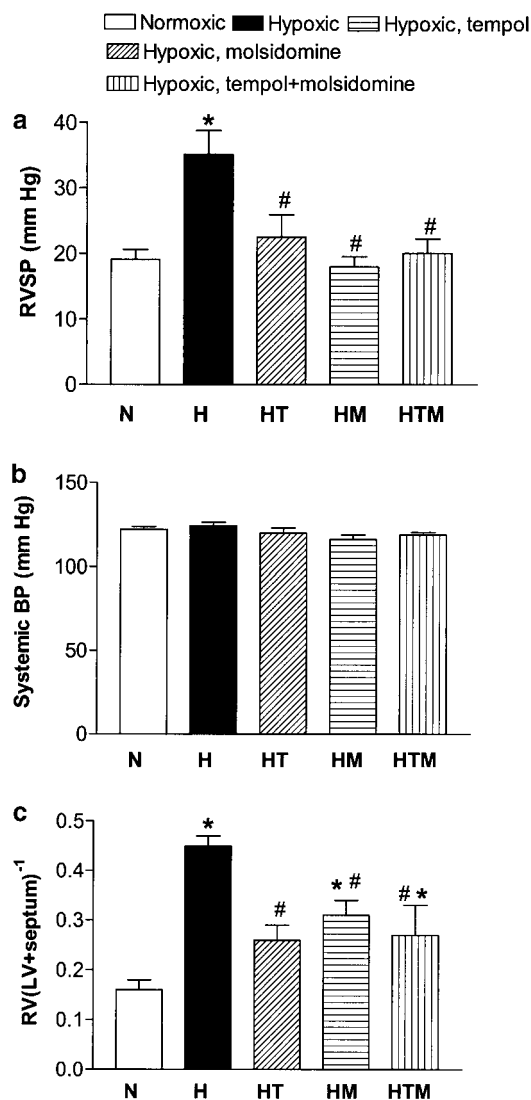 Normoxic Hypoxic Hypoxic, tempol
Hypoxic, molsidomine
Hypoxic, tempol+molsidomine
a
RVSP (mm Hg)
40
30
20
10
0
*
#
#
#
N H HT HM HTM
b
Systemic BP (mm Hg)
150
100
50
0
N H HT HM HTM
c
RV(LV+septum)⁻¹
0.5
0.4
0.3
0.2
0.1
0.0
*
#
* #
# *
N H HT HM HTM